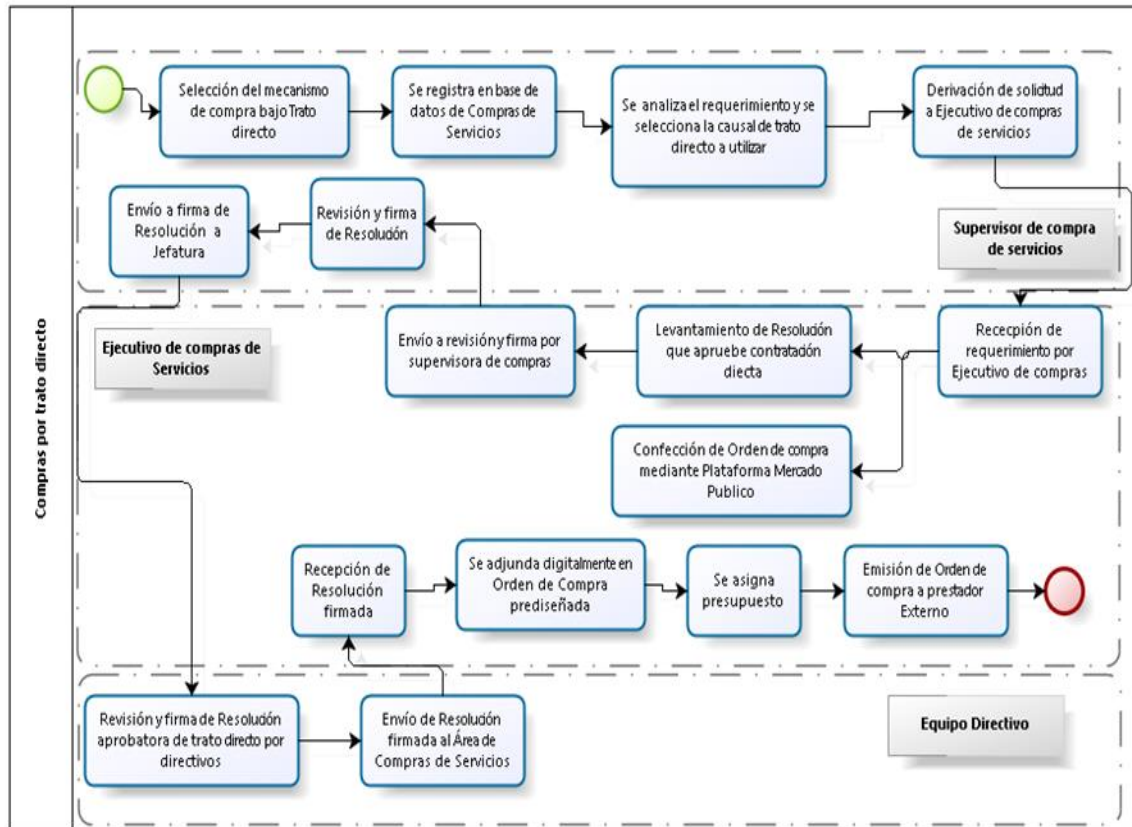 Compras por trato directo
Selección del mecanismo
de compra bajo Trato
directo
Se registra en base de
datos de Compras de
Servicios
Se analiza el requerimiento y se
selecciona la causal de trato
directo a utilizar
Derivación de solicitud
a Ejecutivo de compras
de servicios
Envío a firma de
Resolución a
Jefatura
Revisión y firma
de Resolución
Supervisor de compra
de servicios
Ejecutivo de compras de
Servicios
Envío a revisión y firma por
supervisora de compras
Levantamiento de Resolución
que apruebe contratación
diecta
Recepción de
requerimiento por
Ejecutivo de compras
Confección de Orden de compra
mediante Plataforma Mercado
Publico
Recepción de
Resolución
firmada
Se adjunda digitalmente en
Orden de Compra
prediseñada
Se asigna
presupuesto
Emisión de Orden de
compra a prestador
Externo
Revisión y firma de Resolución
aprobatora de trato directo por
directivos
Envío de Resolución
firmada al Área de
Compras de Servicios
Equipo Directivo